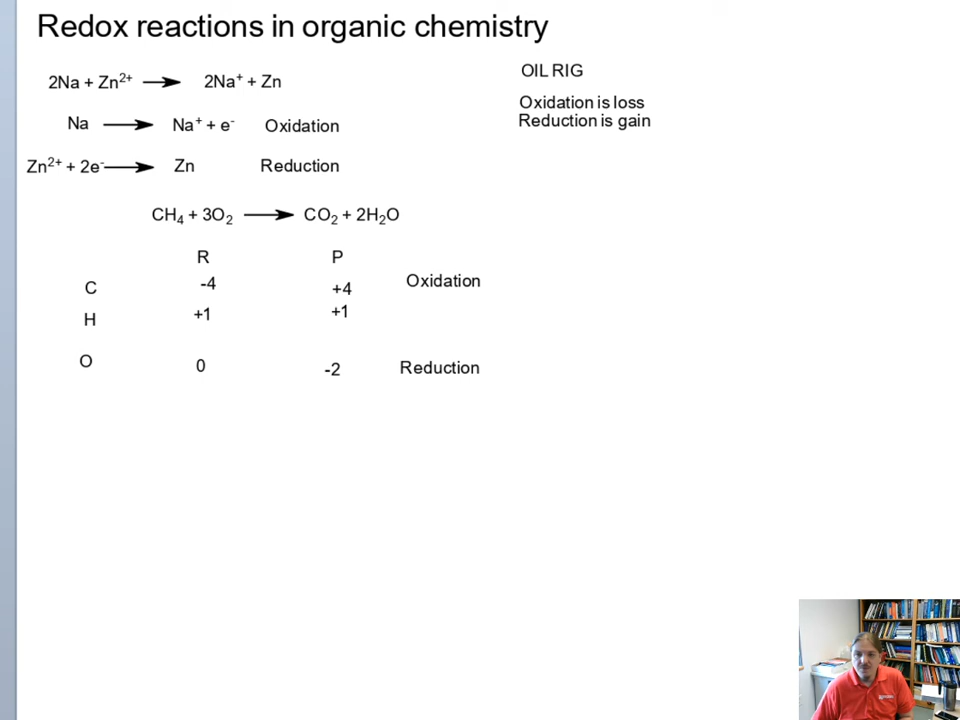 Redox reactions in organic chemistry
2Na + Zn²⁺ ⟶ 2Na⁺ + Zn
OIL RIG
Oxidation is loss
Reduction is gain
Na ⟶ Na⁺ + e⁻ Oxidation
Zn²⁺ + 2e⁻ ⟶ Zn Reduction
CH₄ + 3O₂ ⟶ CO₂ + 2H₂O
R P
C -4 +4 Oxidation
H +1 +1
O 0 -2 Reduction